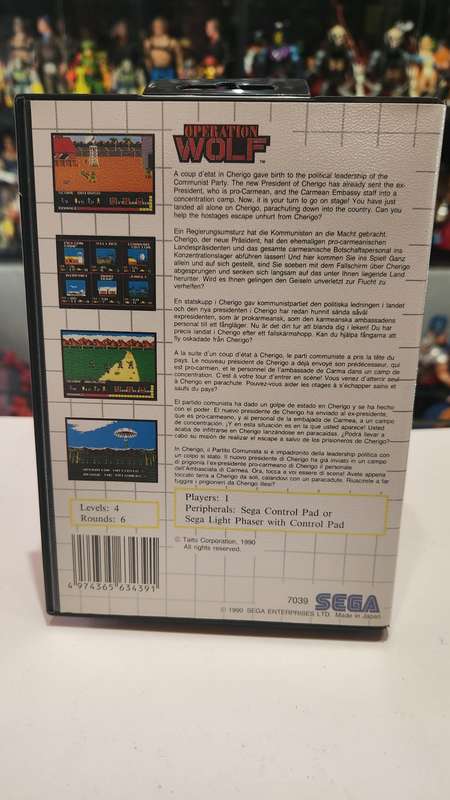 OPERATION
WOLF™
A coup d'etat in Cherigo gave birth to the political leadership of the
Communist Party. The new President of Cherigo has already sent the ex-
President, who is pro-Carmean, and the Carmean Embassy staff into a
concentration camp. Now, it is your turn to go on stage! You have just
landed all alone on Cherigo, parachuting down into the country. Can you
help the hostages escape unhurt from Cherigo?
Ein Regierungsumsturz hat die Kommunisten an die Macht gebracht.
Cherigo, der neue Präsident, hat den ehemaligen pro-carmeanischen
Landespräsidenten und das gesamte carmeanische Botschaftspersonal ins
Konzentrationslager abführen lassen! Und hier kommen Sie ins Spiel! Ganz
allein und auf sich gestellt, sind Sie soeben mit dem Fallschirm über Cherigo
abgesprungen und senken sich langsam auf das unter Ihnen liegende Land
herunter. Wird es Ihnen gelingen den Geiseln unverletzt zur Flucht zu
verhelfen?
En statskupp i Cherigo gav kommunistpartiet den politiska ledningen i landet
och den nya presidenten i Cherigo har redan hunnit sända såväl
expresidenten, som är prokarmeansk, som den karmeanska ambassadens
personal till ett fångläger. Nu är det din tur att blanda dig i leken! Du har
precis landat i Cherigo efter ett fallskärmshopp. Kan du hjälpa fångarna att
fly oskadade från Cherigo?
A la suite d'un coup d'état à Cherigo, le parti communiste a pris la tête du
pays. Le nouveau président de Cherigo a déjà envoyé son prédécesseur, qui
est pro-carmen, et le personnel de l'ambassade de Carmea dans un camp de
concentration. C'est à votre tour d'entrer en scène! Vous venez d'atterrir seul
à Cherigo en parachute. Pouvez-vous aider les otages à s'échapper sains et
saufs du pays?
El partido comunista ha dado un golpe de estado en Cherigo y se ha hecho
con el poder. El nuevo presidente de Cherigo ha enviado al ex-presidente,
que es pro-carmeano, y al personal de la embajada de Carmea, a un campo
de concentración. ¡Y en esta situación es en la que usted aparece! Usted
acaba de infiltrarse en Cherigo lanzándose en paracaídas. ¿Podrá llevar a
cabo su misión de realizar el escape a salvo de los prisioneros de Cherigo?
In Cherigo, il Partito Comunista si è impadronito della leadership politica con
un colpo si stato. Il nuovo presidente di Cherigo ha già inviato in un campo
di prigionia l'ex-presidente pro-carmeano di Cherigo il personale
dell'Ambasciata di Carmea. Ora, tocca a voi essere di scena! Avete appena
toccato terra a Cherigo da soli, calandovi con un paracadute. Riuscirete a far
fuggire i prigionieri da Cherigo illesi?
Levels: 4
Rounds: 6
Players: 1
Peripherals: Sega Control Pad or
Sega Light Phaser with Control Pad
© Taito Corporation, 1990
All rights reserved.
4 974365 634391
7039 SEGA
© 1990 SEGA ENTERPRISES LTD. Made in Japan